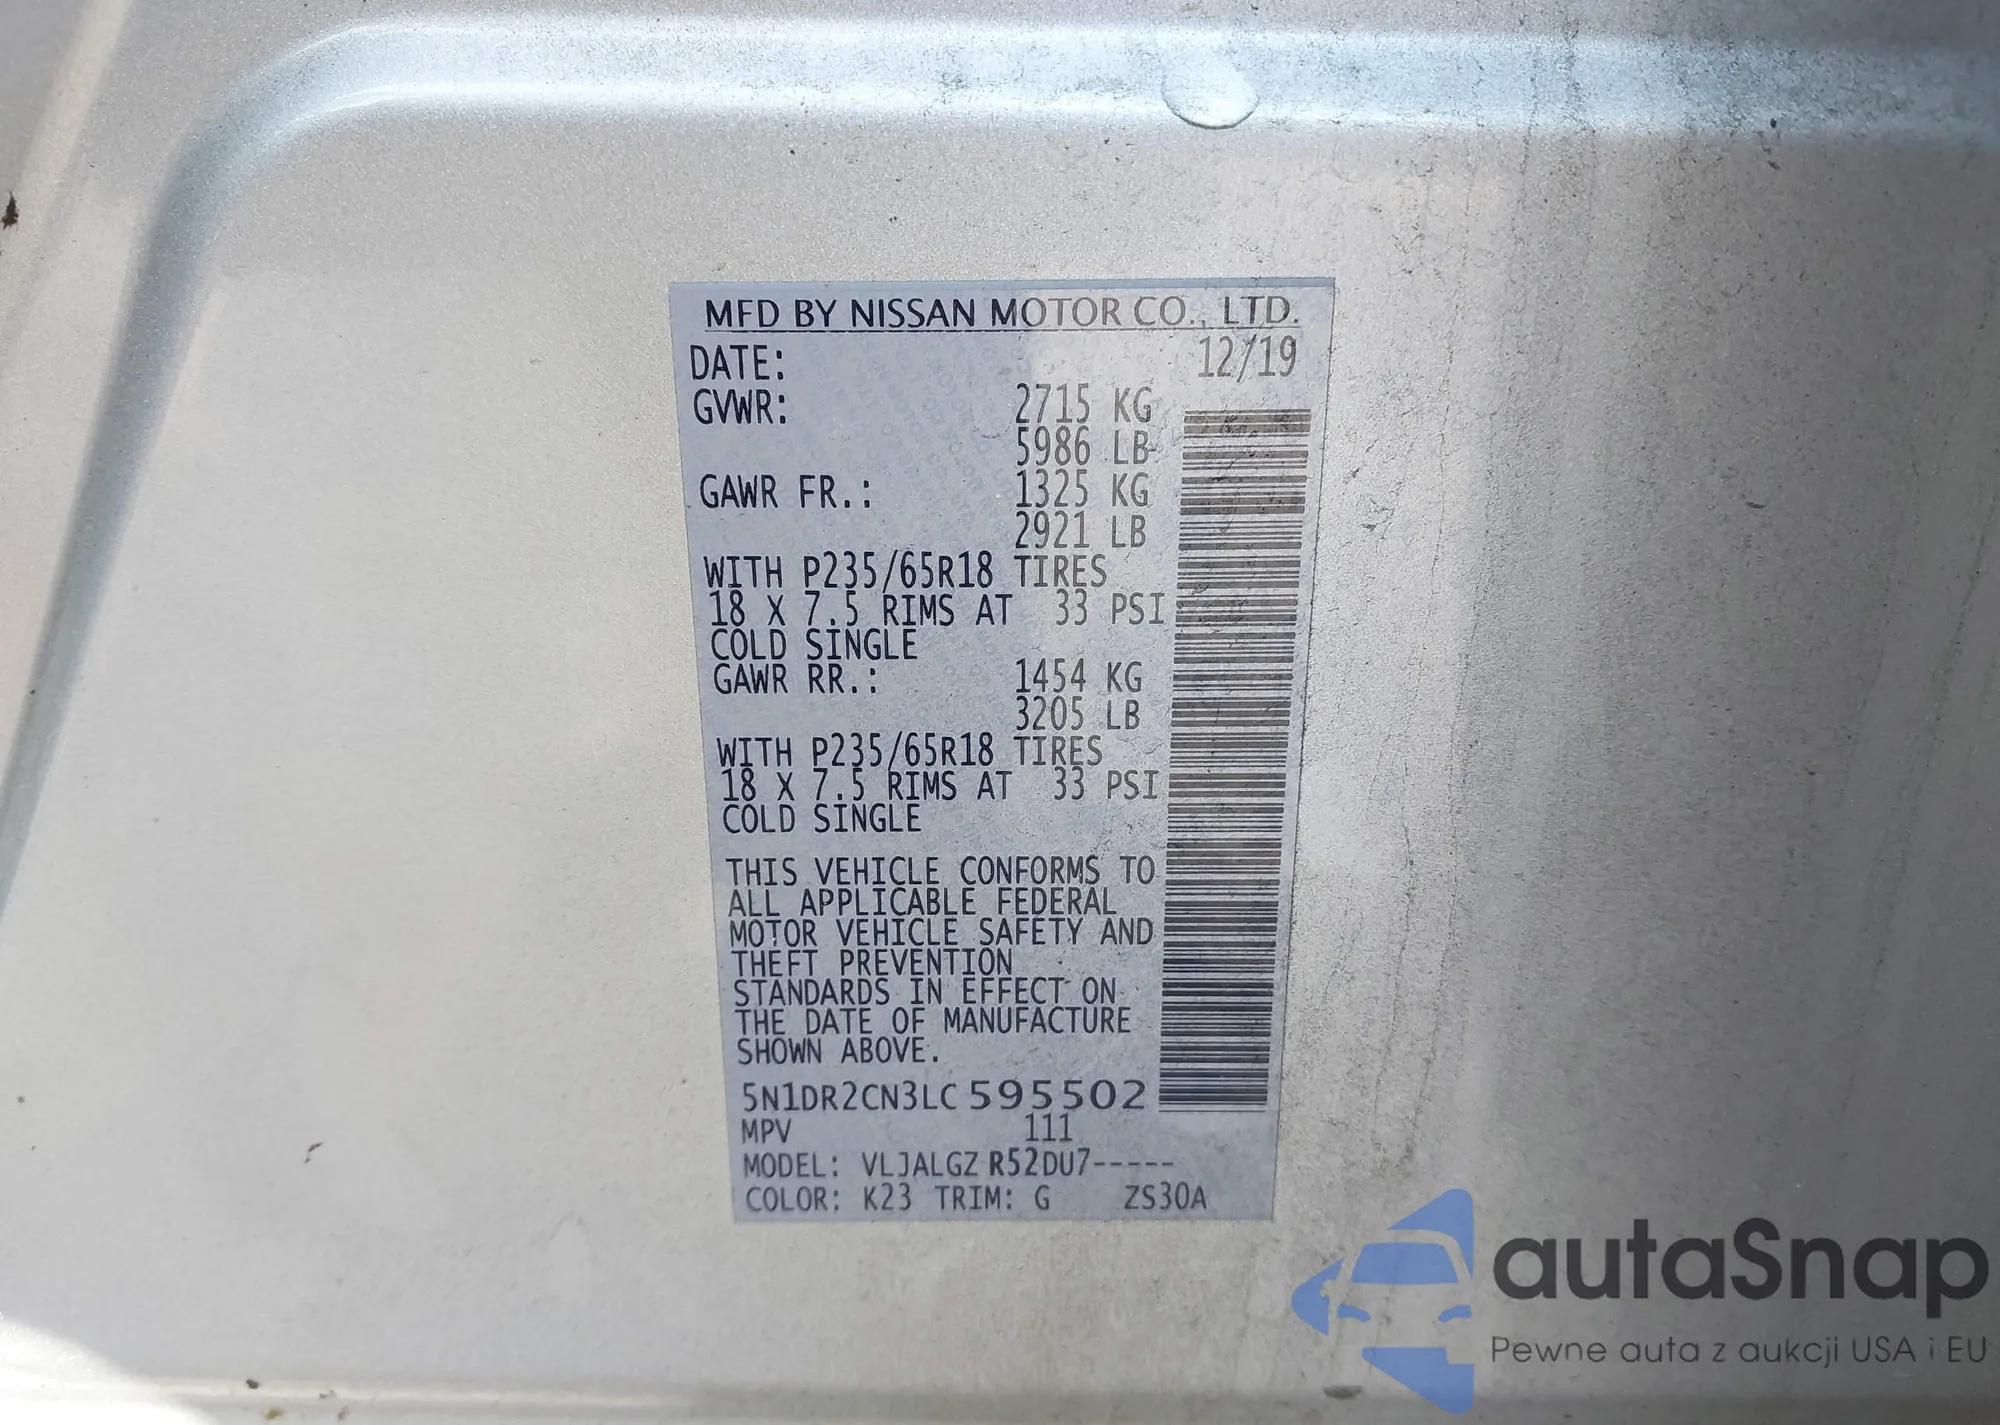 MFD BY NISSAN MOTOR CO., LTD.
DATE: 12/19
GVWR: 2715 KG
5986 LB
GAWR FR.: 1325 KG
2921 LB
WITH P235/65R18 TIRES
18 X 7.5 RIMS AT 33 PSI
COLD SINGLE
GAWR RR.: 1454 KG
3205 LB
WITH P235/65R18 TIRES
18 X 7.5 RIMS AT 33 PSI
COLD SINGLE
THIS VEHICLE CONFORMS TO
ALL APPLICABLE FEDERAL
MOTOR VEHICLE SAFETY AND
THEFT PREVENTION
STANDARDS IN EFFECT ON
THE DATE OF MANUFACTURE
SHOWN ABOVE.
5N1DR2CN3LC595502
MPV 111
MODEL: VLJALGZ R52DU7-----
COLOR: K23 TRIM: G ZS30A
autaSnap
Pewne auta z aukcji USA i EU